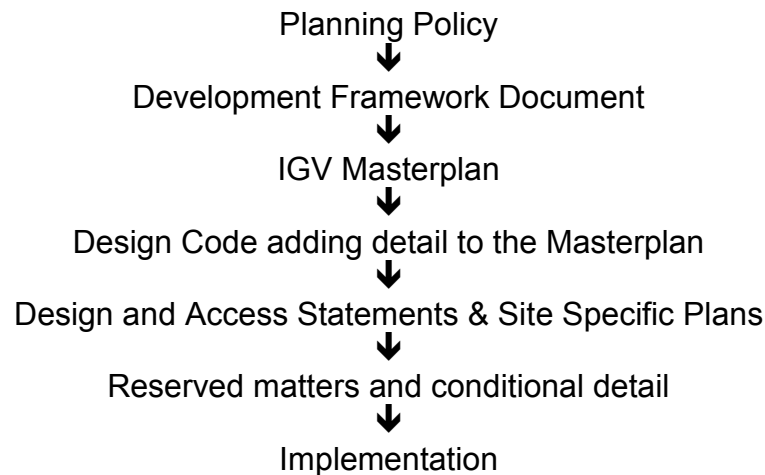 Planning Policy
Development Framework Document
IGV Masterplan
Design Code adding detail to the Masterplan
Design and Access Statements & Site Specific Plans
Reserved matters and conditional detail
Implementation